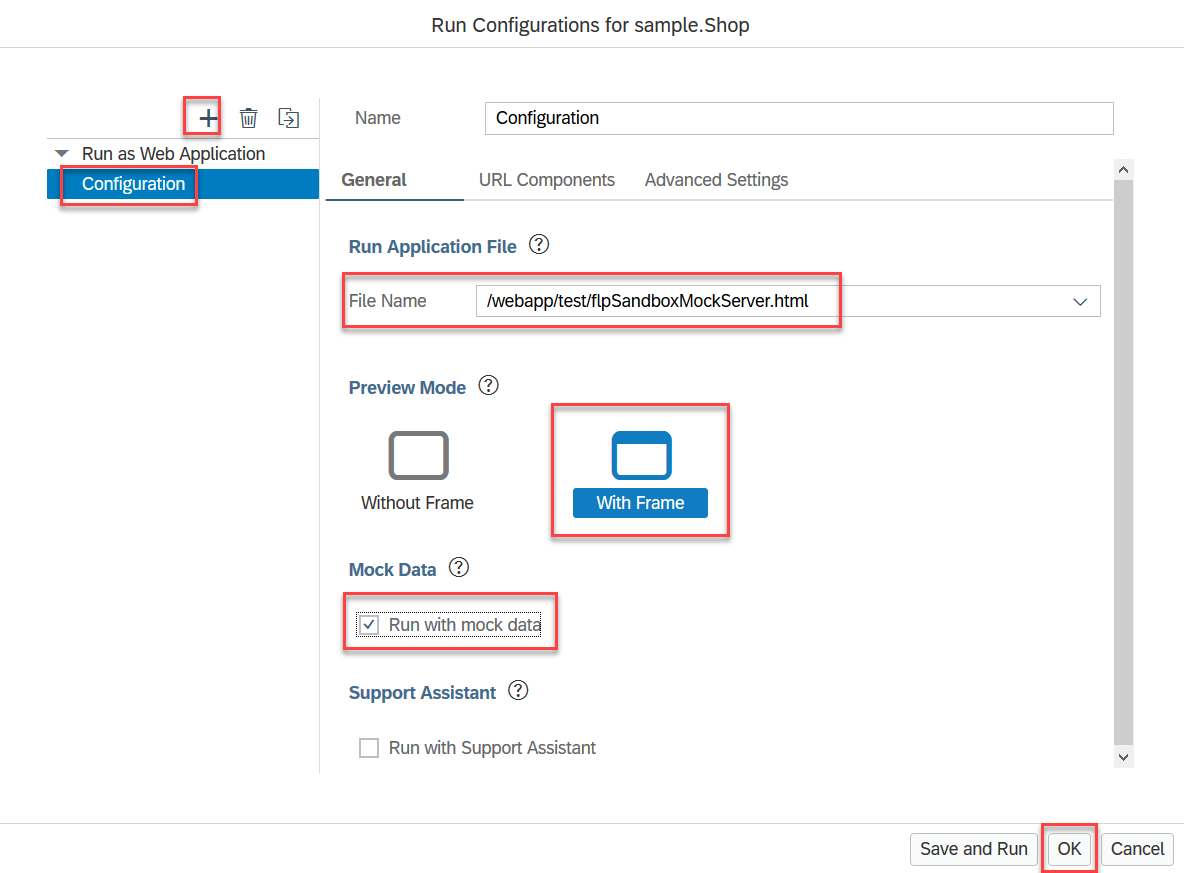 Run Configurations for sample.Shop
Name
Configuration
Run as Web Application
Configuration
General
URL Components
Advanced Settings
Run Application File
File Name
/webapp/test/flpSandboxMockServer.html
Preview Mode
Without Frame
With Frame
Mock Data
Run with mock data
Support Assistant
Run with Support Assistant
Save and Run
OK
Cancel